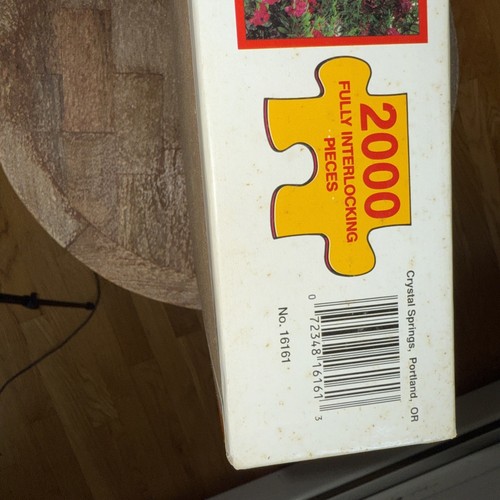 2000
FULLY INTERLOCKING
PIECES
Crystal Springs, Portland, OR
0 72348 16161 3
No. 16161